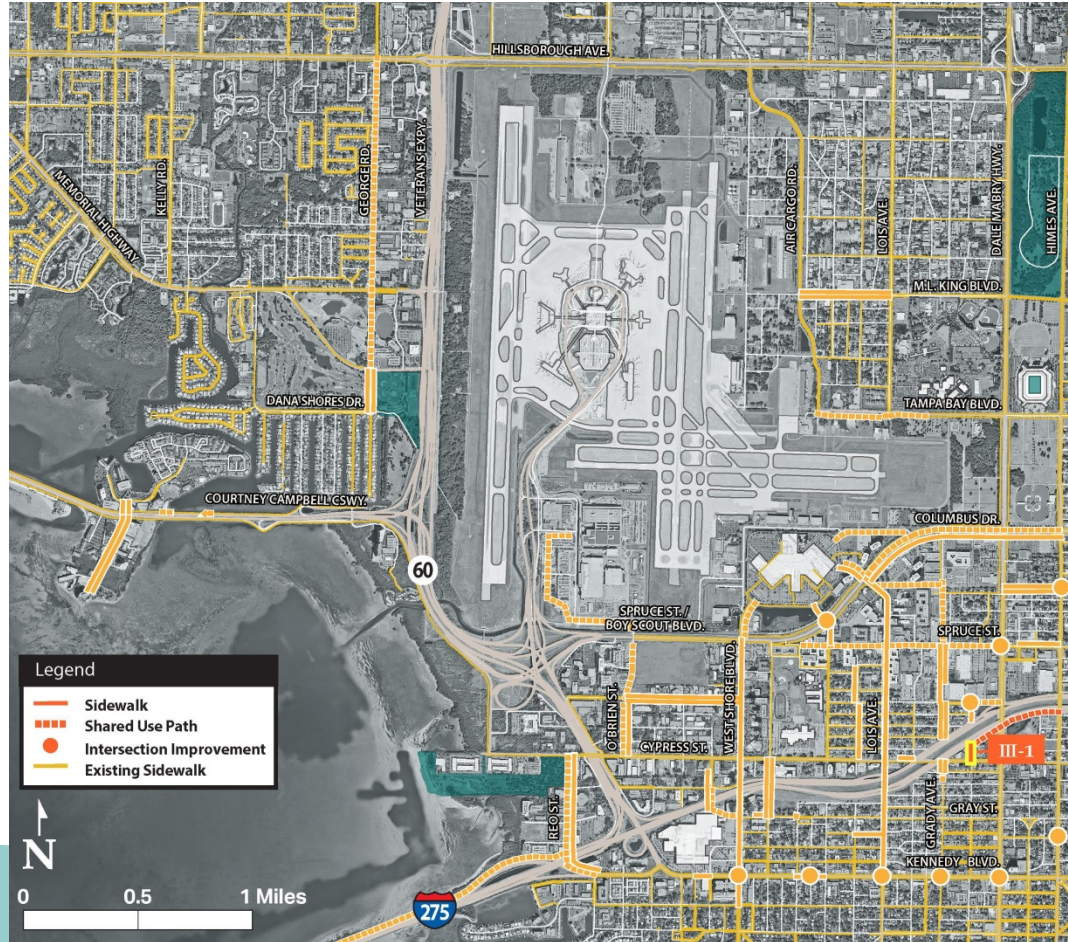 HILLSBOROUGH AVE.
KELLY RD.
GEORGE RD.
VETERANS EXPY.
MEMORIAL HIGHWAY
AIR CARGO RD.
LOIS AVE.
DALE MABRY HWY.
HIMES AVE.
M.L. KING BLVD.
DANA SHORES DR.
TAMPA BAY BLVD.
COURTNEY CAMPBELL CSWY.
COLUMBUS DR.
60
SPRUCE ST. /
BOY SCOUT BLVD.
SPRUCE ST.
WEST SHORE BLVD.
O'BRIEN ST.
LOIS AVE.
CYPRESS ST.
III-1
REO ST.
GRADY AVE.
GRAY ST.
KENNEDY BLVD.
275
Legend
Sidewalk
Shared Use Path
Intersection Improvement
Existing Sidewalk
N
0 0.5 1 Miles